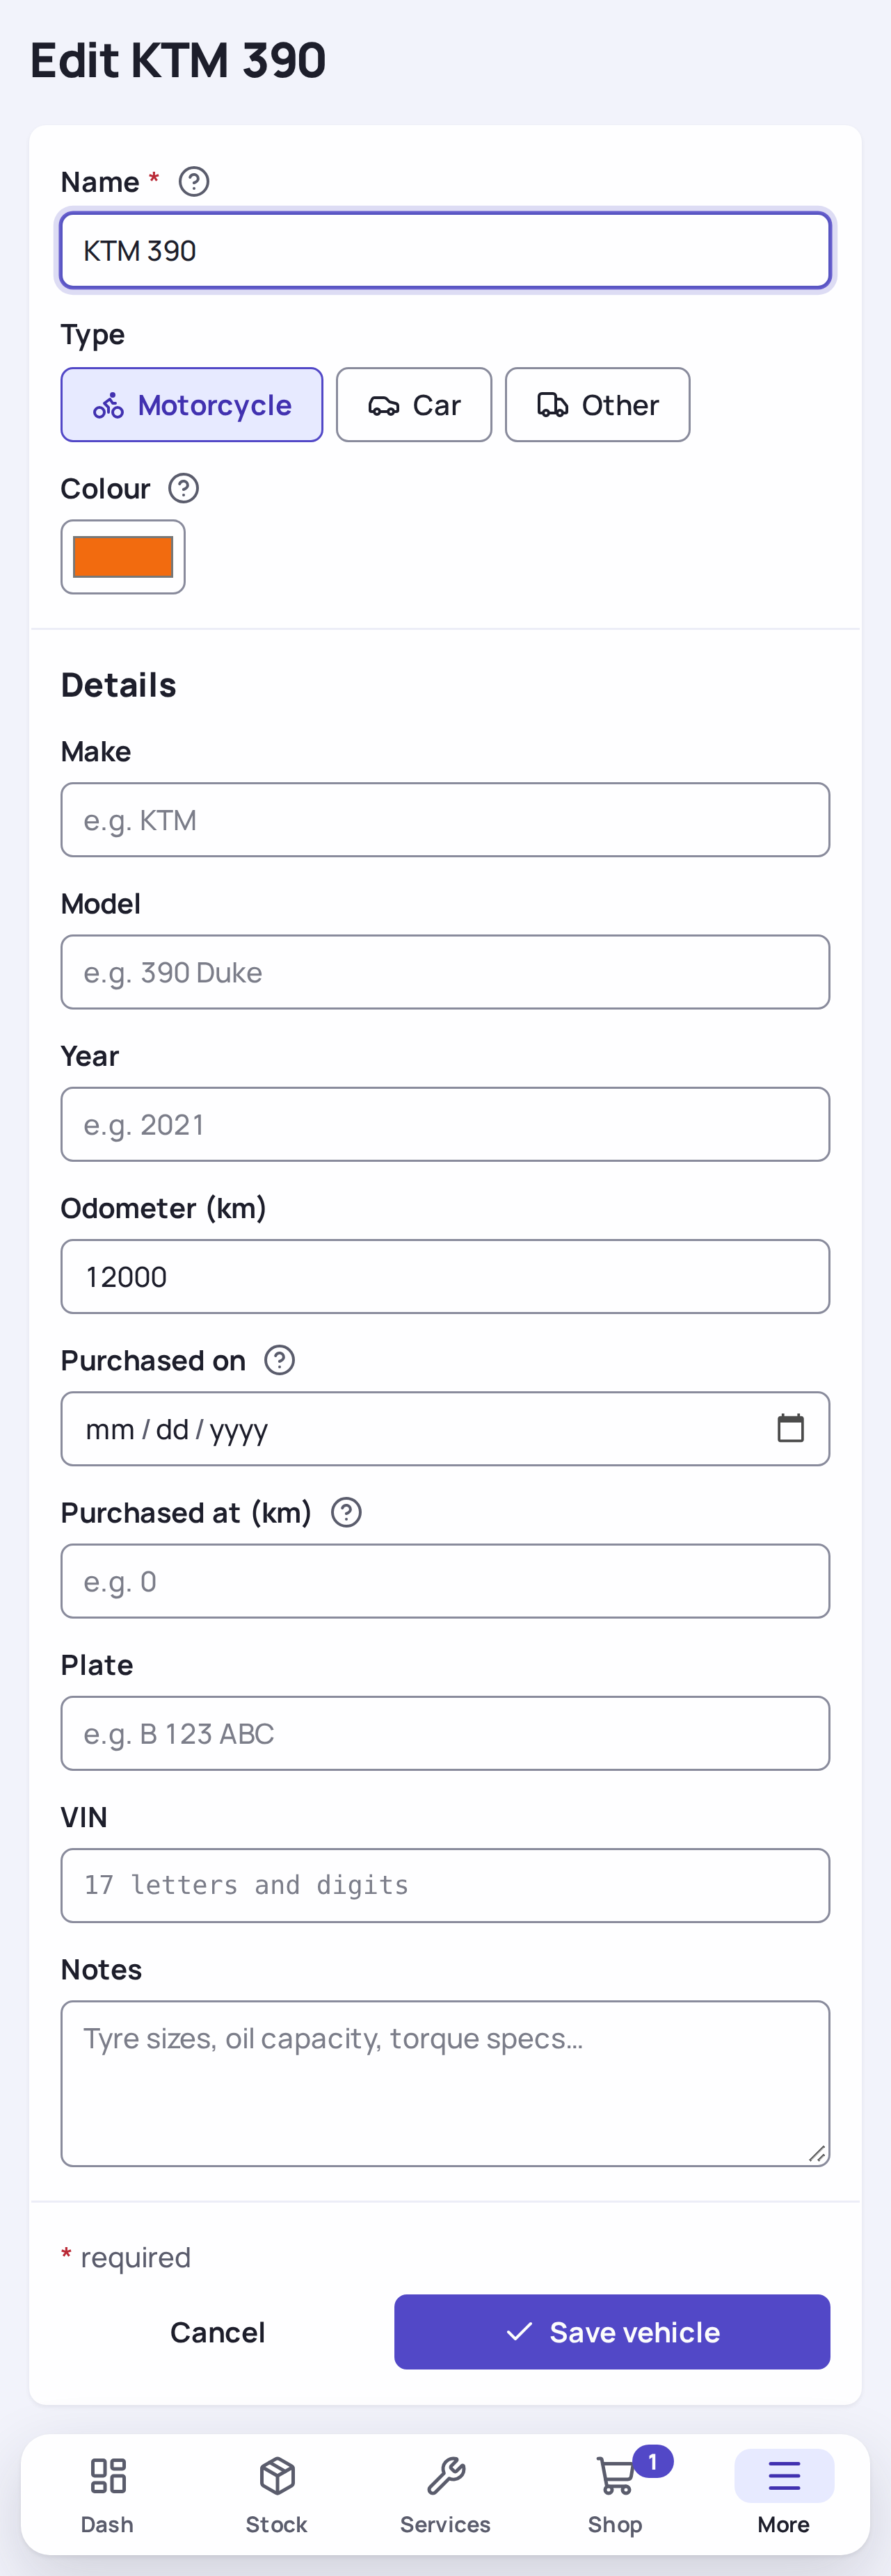 Edit KTM 390
Name *
KTM 390
Type
Motorcycle
Car
Other
Colour
Details
Make
e.g. KTM
Model
e.g. 390 Duke
Year
e.g. 2021
Odometer (km)
12000
Purchased on
mm/dd/yyyy
Purchased at (km)
e.g. 0
Plate
e.g. B 123 ABC
VIN
17 letters and digits
Notes
Tyre sizes, oil capacity, torque specs...
* required
Cancel
Save vehicle
1
Dash
Stock
Services
Shop
More